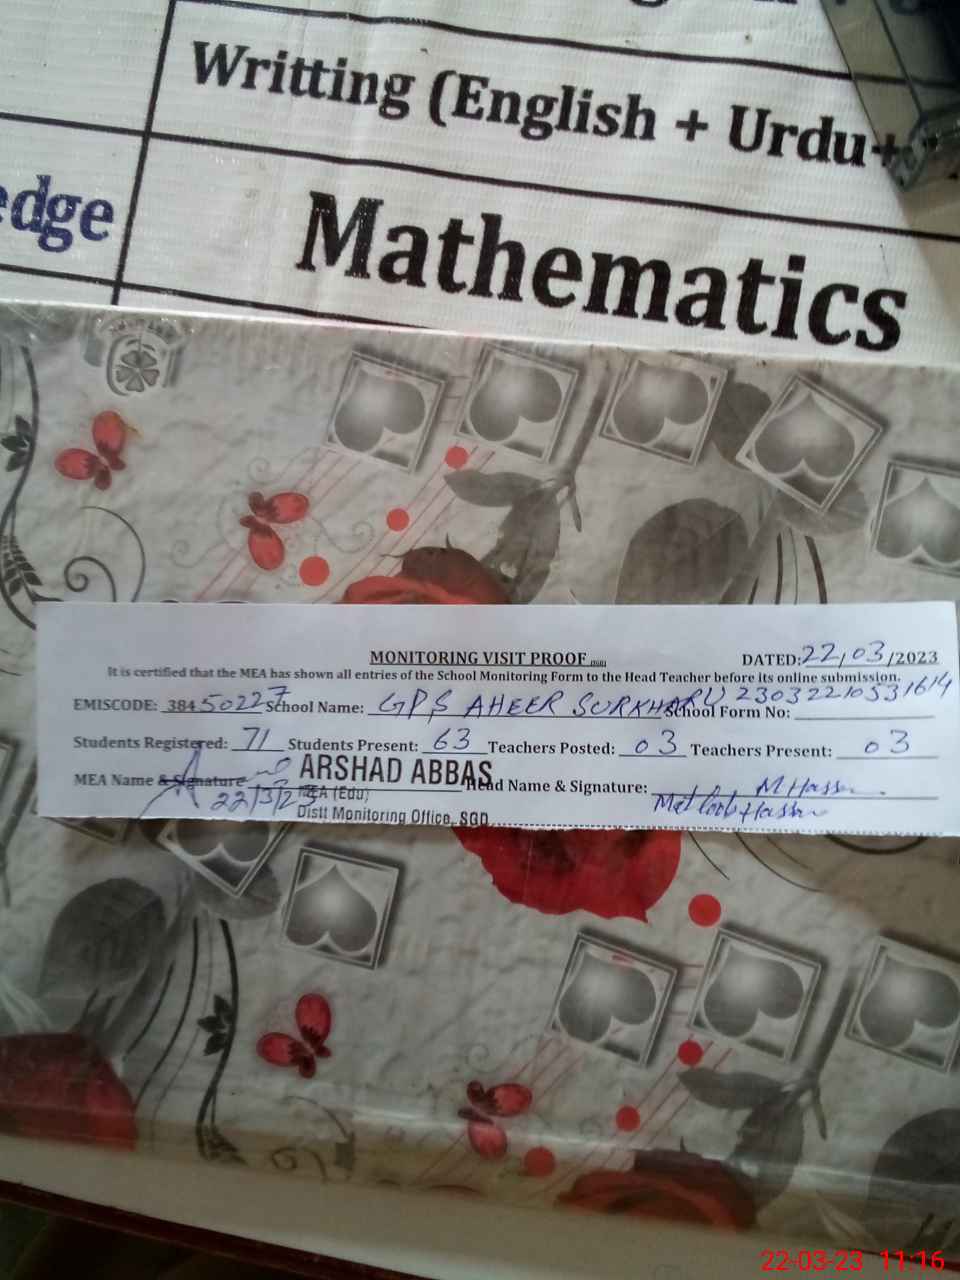 Writting (English + Urdu+
edge
Mathematics
MONITORING VISIT PROOF
DATED: 22/03/2023
It is certified that the MEA has shown all entries of the School Monitoring Form to the Head Teacher before its online submission.
EMISCODE: 38450227 School Name: GPS AHEER SURKHARU School Form No: 23032210531614
Students Registered: 71 Students Present: 63 Teachers Posted: 03 Teachers Present: 03
MEA Name & Signature 22/3/23 ARSHAD ABBAS Head Name & Signature: M Hassan
MEA (Edu) Matloob Hassan
Distt Monitoring Office, SGD
22-03-23 11:16